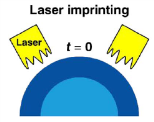 Laser imprinting
Laser
t = 0